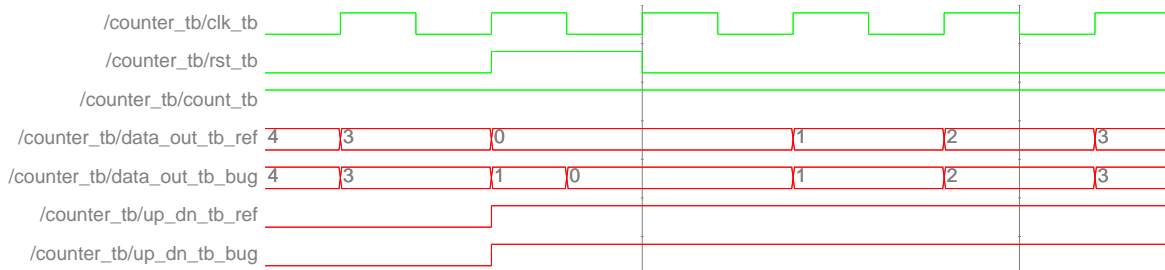 /counter_tb/clk_tb
/counter_tb/rst_tb
/counter_tb/count_tb
/counter_tb/data_out_tb_ref 4 3 0 1 2 3
/counter_tb/data_out_tb_bug 4 3 1 0 1 2 3
/counter_tb/up_dn_tb_ref
/counter_tb/up_dn_tb_bug